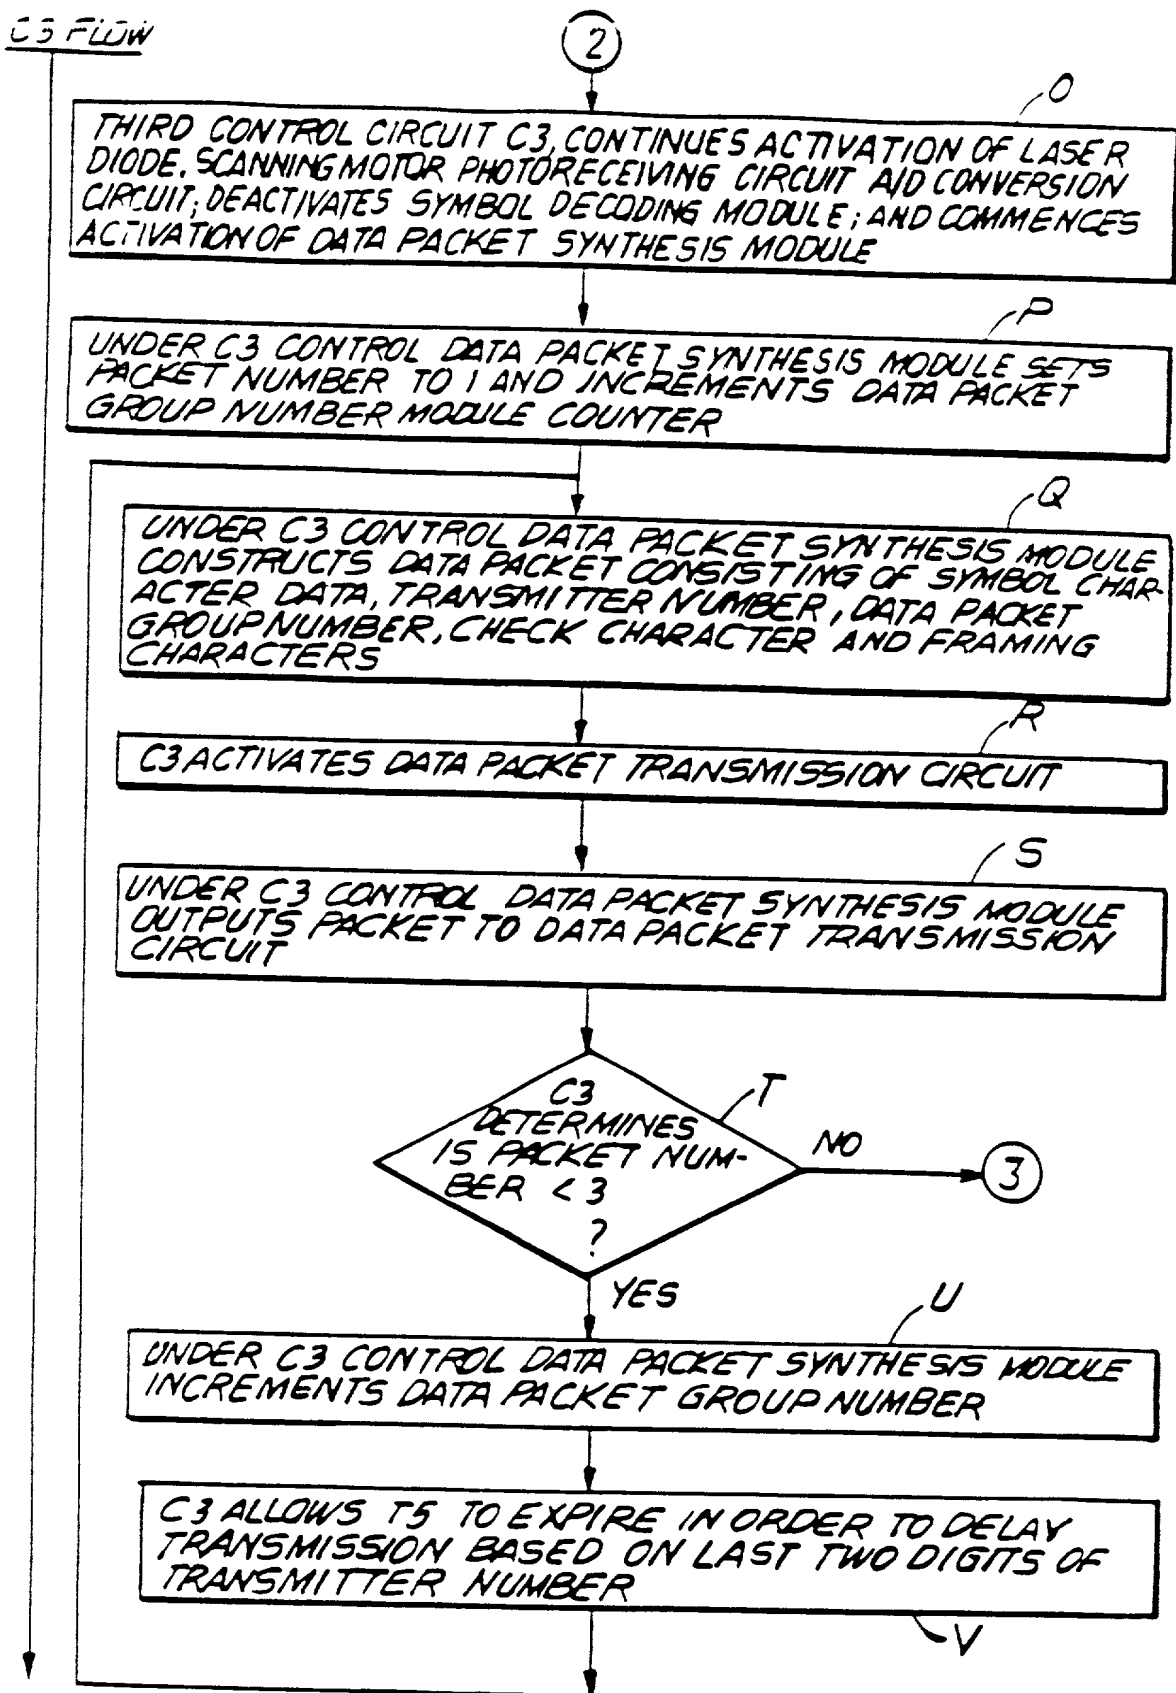 C3 FLOW
2
O
THIRD CONTROL CIRCUIT C3, CONTINUES ACTIVATION OF LASER
DIODE, SCANNING MOTOR PHOTORECEIVING CIRCUIT A/D CONVERSION
CIRCUIT; DEACTIVATES SYMBOL DECODING MODULE; AND COMMENCES
ACTIVATION OF DATA PACKET SYNTHESIS MODULE
P
UNDER C3 CONTROL DATA PACKET SYNTHESIS MODULE SETS
PACKET NUMBER TO 1 AND INCREMENTS DATA PACKET
GROUP NUMBER MODULE COUNTER
Q
UNDER C3 CONTROL DATA PACKET SYNTHESIS MODULE
CONSTRUCTS DATA PACKET CONSISTING OF SYMBOL CHAR-
ACTER DATA, TRANSMITTER NUMBER, DATA PACKET
GROUP NUMBER, CHECK CHARACTER AND FRAMING
CHARACTERS
R
C3 ACTIVATES DATA PACKET TRANSMISSION CIRCUIT
S
UNDER C3 CONTROL DATA PACKET SYNTHESIS MODULE
OUTPUTS PACKET TO DATA PACKET TRANSMISSION
CIRCUIT
T
C3
DETERMINES
IS PACKET NUM-
BER < 3
?
NO
3
YES
U
UNDER C3 CONTROL DATA PACKET SYNTHESIS MODULE
INCREMENTS DATA PACKET GROUP NUMBER
C3 ALLOWS T5 TO EXPIRE IN ORDER TO DELAY
TRANSMISSION BASED ON LAST TWO DIGITS OF
TRANSMITTER NUMBER
V